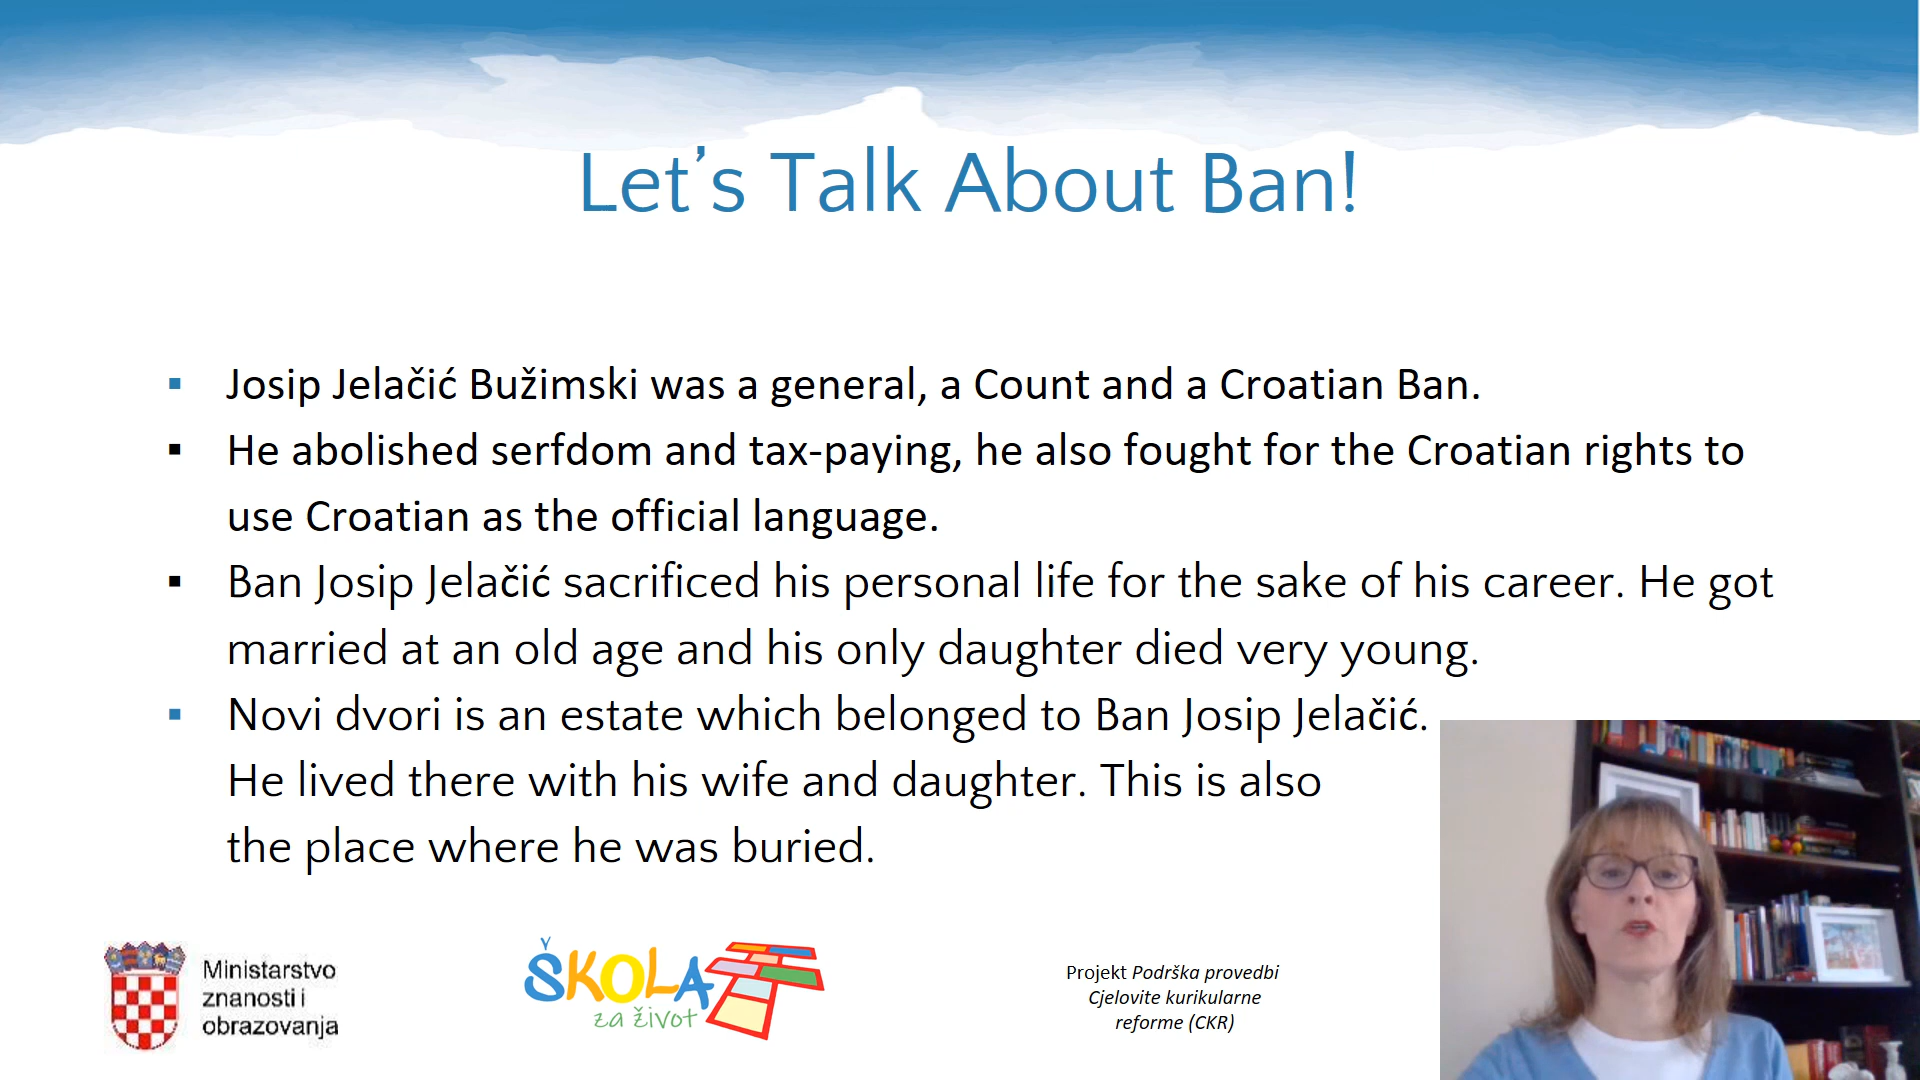 Let’s Talk About Ban!
▪ Josip Jelačić Bužimski was a general, a Count and a Croatian Ban.
▪ He abolished serfdom and tax-paying, he also fought for the Croatian rights to
use Croatian as the official language.
▪ Ban Josip Jelačić sacrificed his personal life for the sake of his career. He got
married at an old age and his only daughter died very young.
▪ Novi dvori is an estate which belonged to Ban Josip Jelačić.
He lived there with his wife and daughter. This is also
the place where he was buried.
Ministarstvo
znanosti i
obrazovanja
ŠKOLA
za život
Projekt Podrška provedbi
Cjelovite kurikularne
reforme (CKR)